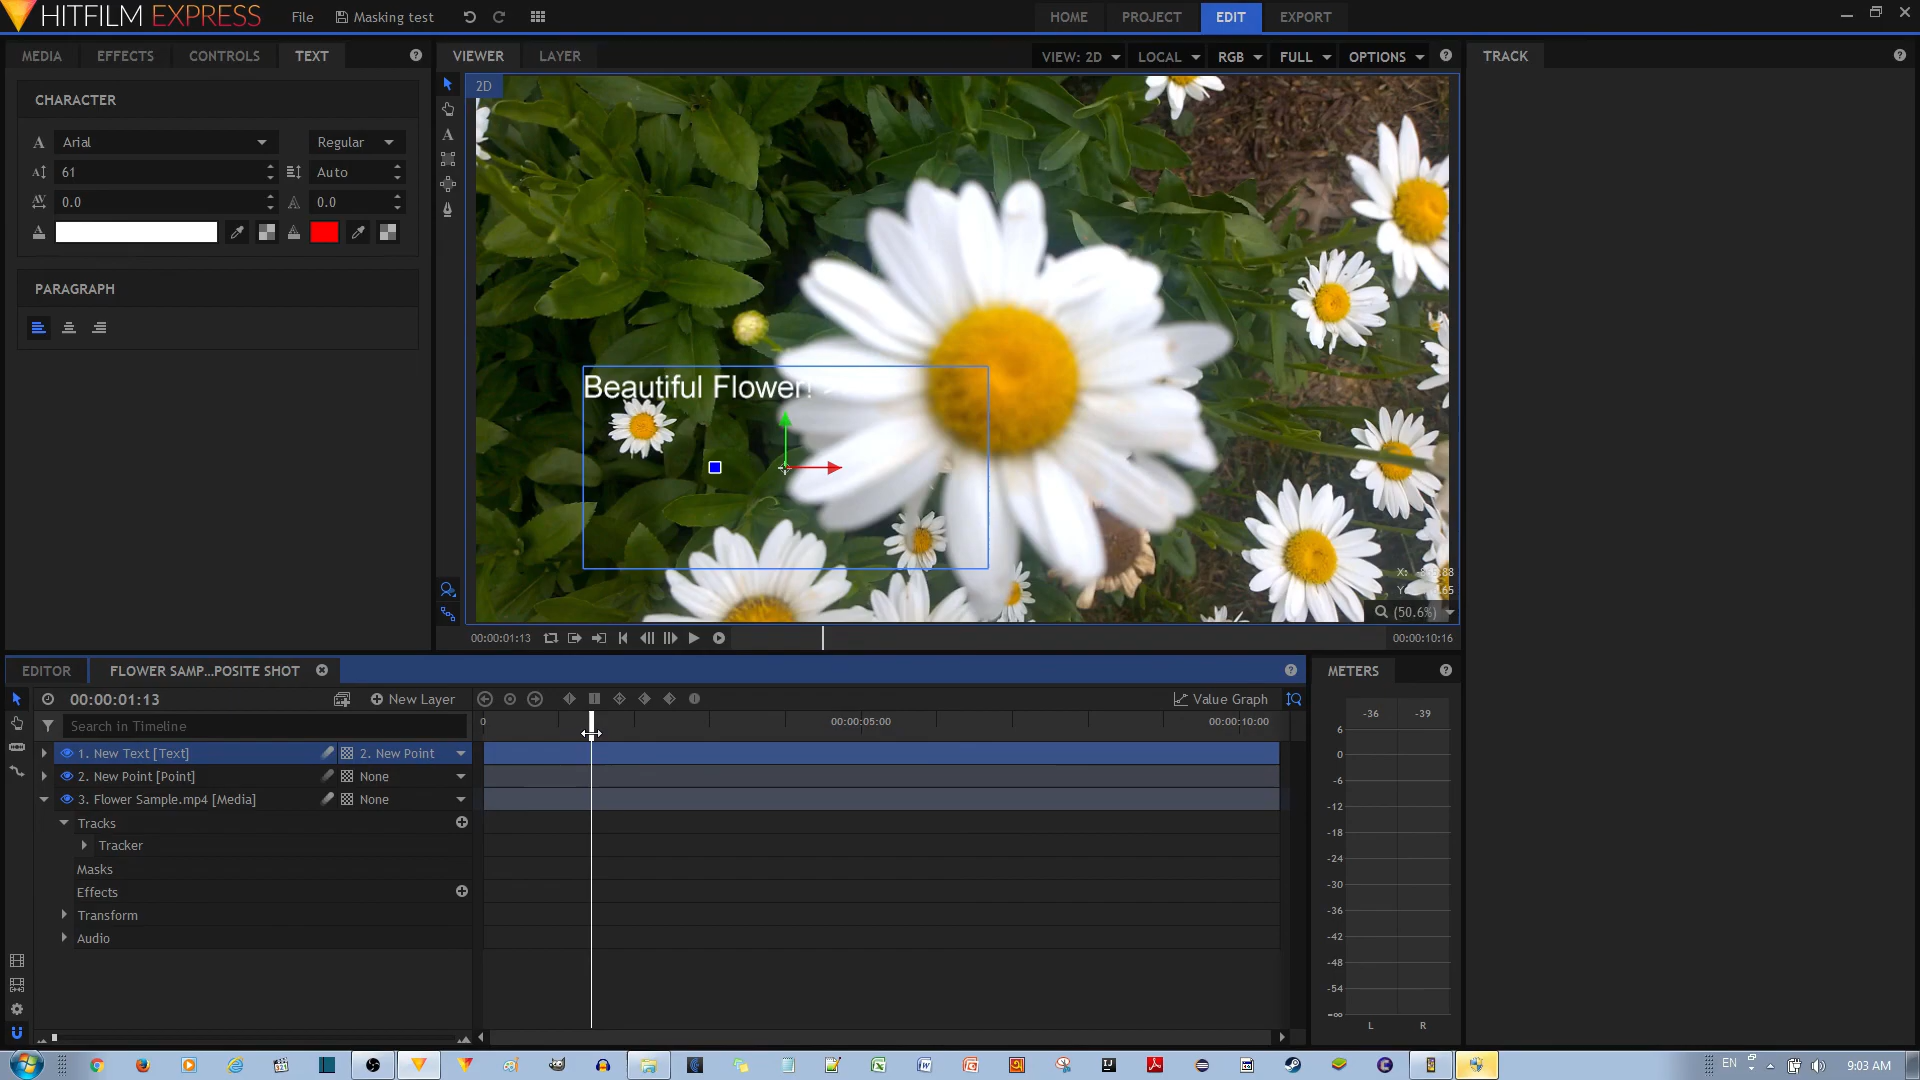 HITFILM EXPRESS
File
Masking test
HOME
PROJECT
EDIT
EXPORT
MEDIA
EFFECTS
CONTROLS
TEXT
VIEWER
LAYER
VIEW: 2D
LOCAL
RGB
FULL
OPTIONS
TRACK
CHARACTER
Arial
Regular
61
Auto
0.0
0.0
PARAGRAPH
2D
Beautiful Flower!
(50.6%)
00:00:01:13
00:00:10:16
EDITOR
FLOWER SAMP...POSITE SHOT
METERS
00:00:01:13
New Layer
Value Graph
Search in Timeline
0
00:00:05:00
00:00:10:00
1. New Text [Text]
2. New Point
2. New Point [Point]
None
3. Flower Sample.mp4 [Media]
None
Tracks
Tracker
Masks
Effects
Transform
Audio
-36
-39
6
0
-6
-12
-18
-24
-30
-36
-42
-48
-54
-∞
L
R
EN
9:03 AM